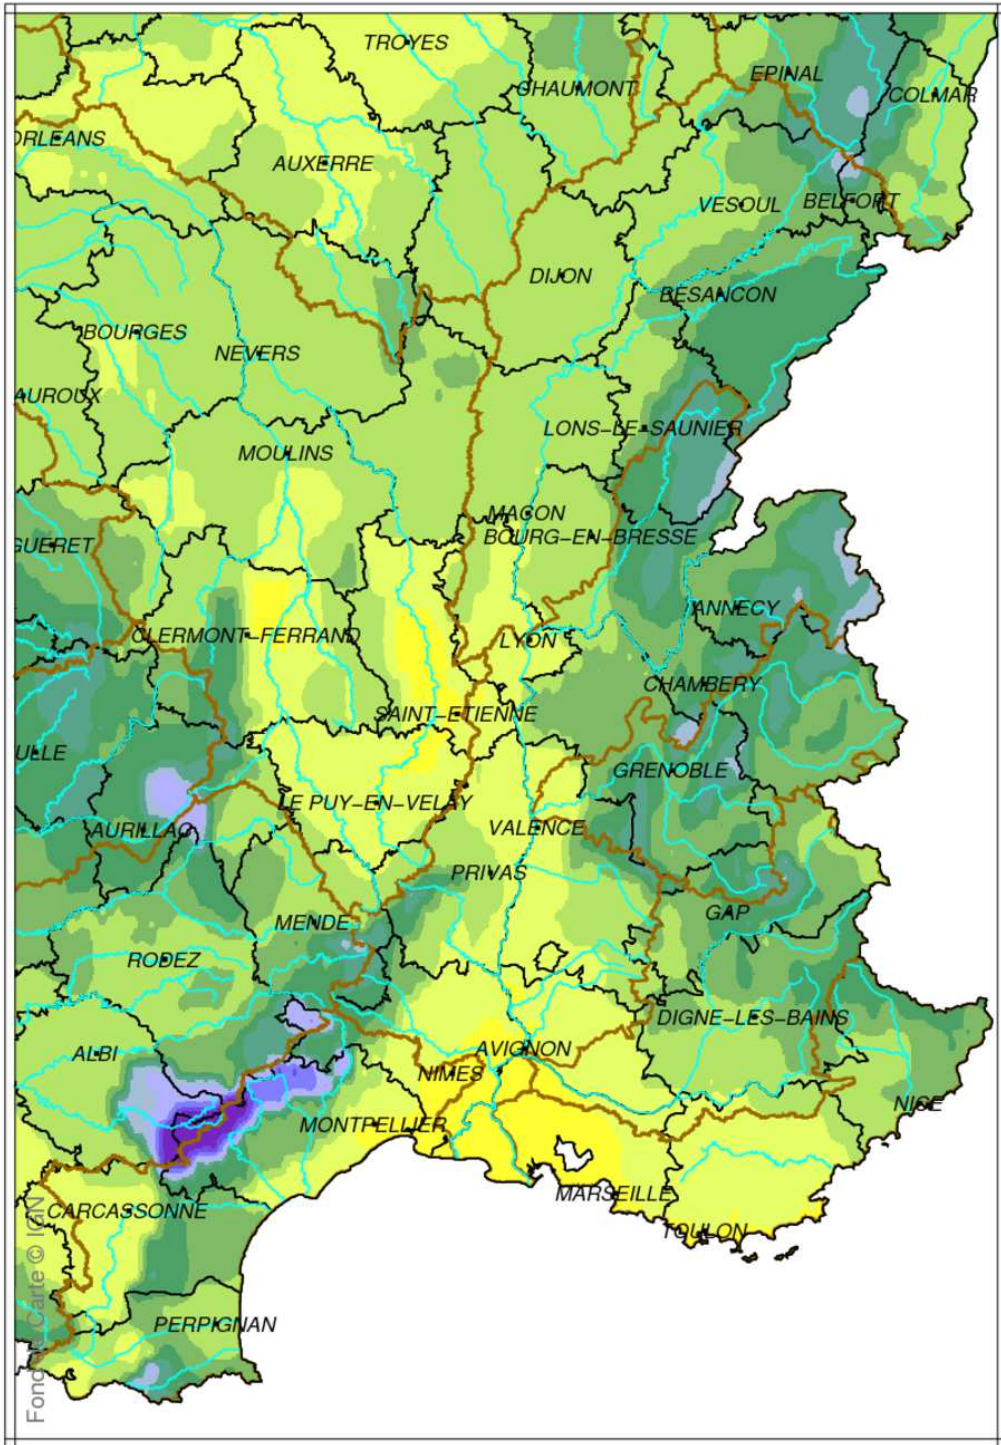 TROYES
EPINAL
CHAUMONT
COLMAR
ORLEANS
AUXERRE
VESOUL
BELFORT
DIJON
BESANCON
BOURGES
NEVERS
AUROUX
LONS-LE-SAUNIER
MOULINS
MACON
BOURG-EN-BRESSE
GUERET
ANNECY
CLERMONT-FERRAND
LYON
CHAMBERY
SAINT-ETIENNE
ULLE
GRENOBLE
LE PUY-EN-VELAY
VALENCE
AURILLAC
PRIVAS
GAP
MENDE
RODEZ
DIGNE-LES-BAINS
AVIGNON
ALBI
NIMES
NICE
MONTPELLIER
MARSEILLE
CARCASSONNE
TOULON
PERPIGNAN
Fond de Carte © IGN